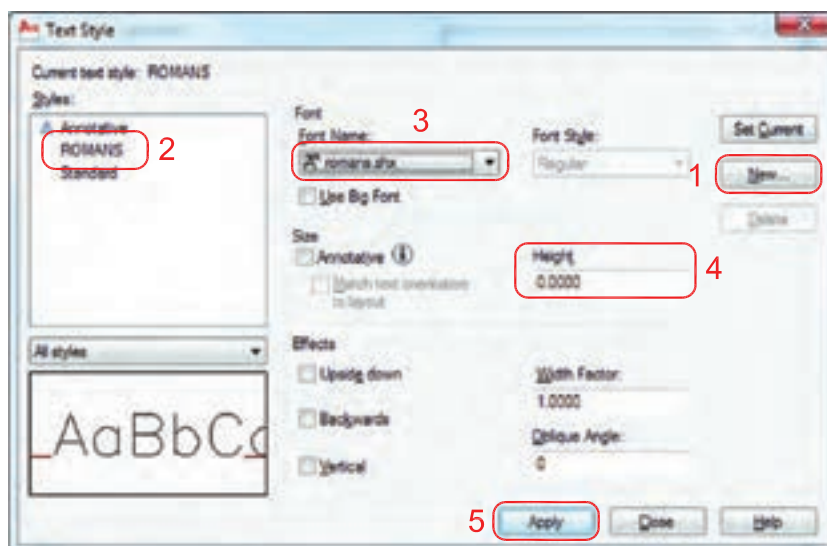 Text Style
Current text style: ROMANS
Styles:
Annotative
ROMANS
2
Standard
All styles
AaBbCc
Font
Font Name:
3
romans.shx
Use Big Font
Font Style:
Regular
Size
Annotative
Match text orientation
to layout
Height
0.0000
4
Effects
Upside down
Backwards
Vertical
Width Factor:
1.0000
Oblique Angle:
0
Set Current
1
New...
Delete
5
Apply
Close
Help